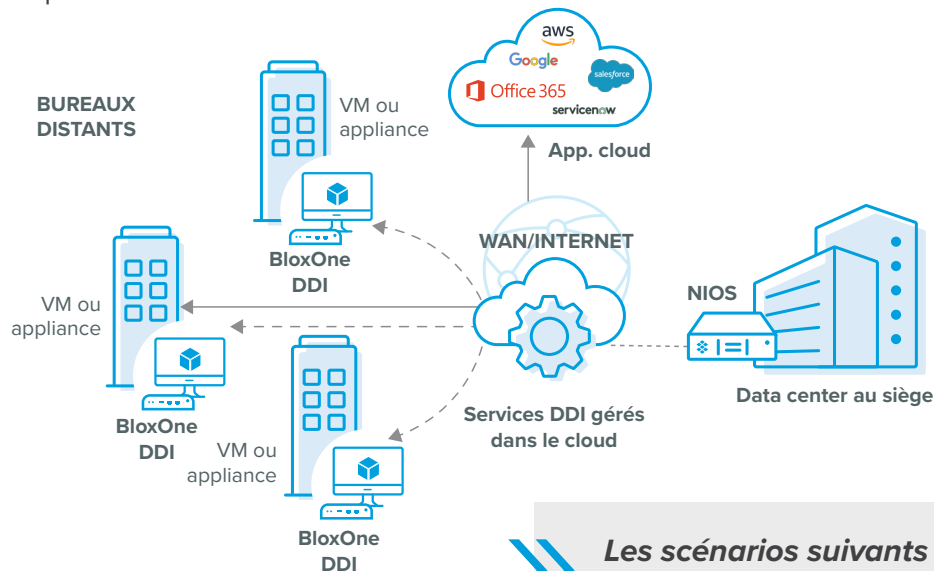 aws
Google
salesforce
Office 365
servicenow
App. cloud
BUREAUX
DISTANTS
VM ou
appliance
BloxOne
DDI
VM ou
appliance
BloxOne
DDI
VM ou
appliance
BloxOne
DDI
WAN/INTERNET
Services DDI gérés
dans le cloud
NIOS
Data center au siège
Les scénarios suivants